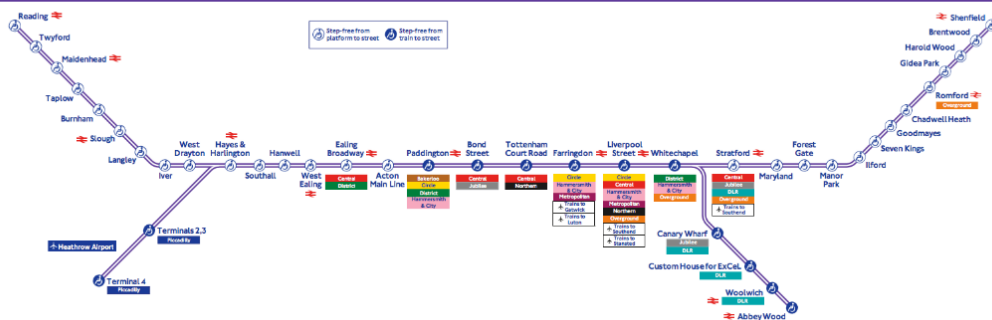 Reading
Twyford
Maidenhead
Taplow
Burnham
Slough
Langley
Iver
West
Drayton
Hayes &
Harlington
Southall
Hanwell
West
Ealing
Ealing
Broadway
Central
District
Acton
Main Line
Paddington
Bakerloo
Circle
District
Hammersmith
& City
Bond
Street
Central
Jubilee
Tottenham
Court Road
Central
Northern
Farringdon
Circle
Hammersmith
& City
Metropolitan
Trains to
Gatwick
Trains to
Luton
Liverpool
Street
Circle
Central
Hammersmith
& City
Metropolitan
Northern
Overground
Trains to
Southend
Trains to
Stansted
Whitechapel
District
Hammersmith
& City
Overground
Stratford
Central
Jubilee
DLR
Overground
Trains to
Southend
Maryland
Forest
Gate
Manor
Park
Ilford
Seven Kings
Goodmayes
Chadwell Heath
Romford
Overground
Gidea Park
Harold Wood
Brentwood
Shenfield
Step-free from
platform to street
Step-free from
train to street
Heathrow Airport
Terminals 2,3
Piccadilly
Terminal 4
Piccadilly
Canary Wharf
Jubilee
DLR
Custom House for ExCeL
DLR
Woolwich
DLR
Abbey Wood